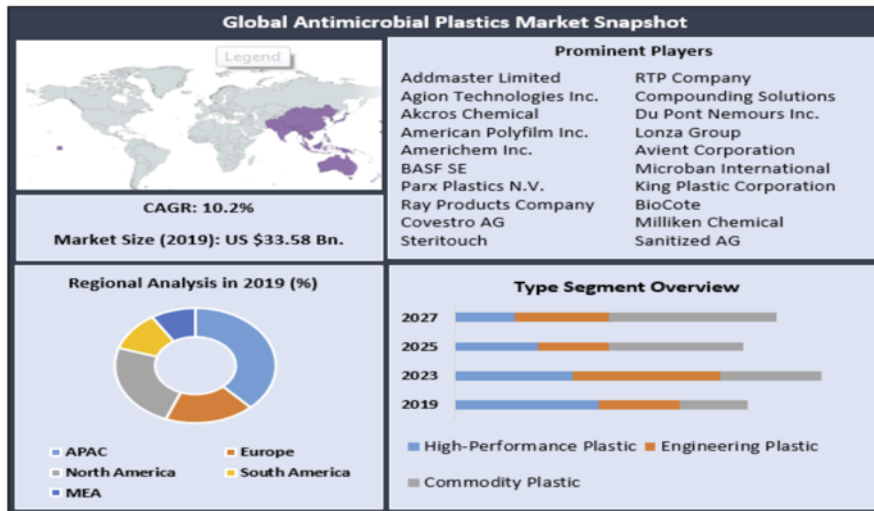 Global Antimicrobial Plastics Market Snapshot
Legend
CAGR: 10.2%
Market Size (2019): US $33.58 Bn.
Prominent Players
Addmaster Limited
Agion Technologies Inc.
Akcros Chemical
American Polyfilm Inc.
Americhem Inc.
BASF SE
Parx Plastics N.V.
Ray Products Company
Covestro AG
Steritouch
RTP Company
Compounding Solutions
Du Pont Nemours Inc.
Lonza Group
Avient Corporation
Microban International
King Plastic Corporation
BioCote
Milliken Chemical
Sanitized AG
Regional Analysis in 2019 (%)
APAC
Europe
North America
South America
MEA
Type Segment Overview
2027
2025
2023
2019
High-Performance Plastic
Engineering Plastic
Commodity Plastic